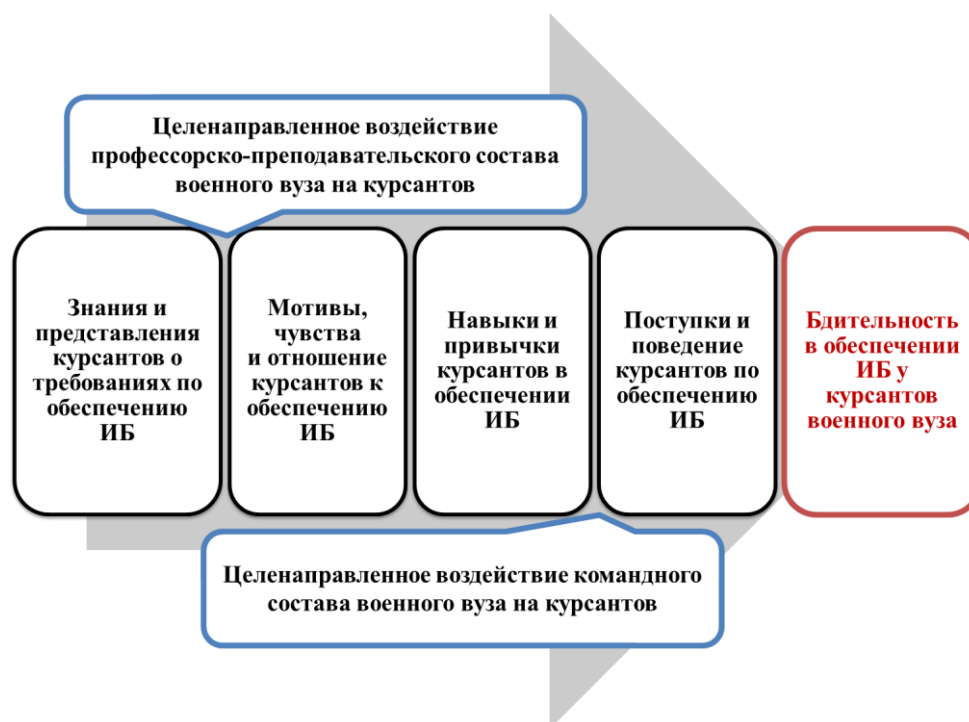 Целенаправленное воздействие
профессорско-преподавательского состава
военного вуза на курсантов
Знания и
представления
курсантов о
требованиях по
обеспечению
ИБ
Мотивы,
чувства
и отношение
курсантов к
обеспечению
ИБ
Навыки и
привычки
курсантов в
обеспечении
ИБ
Поступки и
поведение
курсантов по
обеспечению
ИБ
Бдительность
в обеспечении
ИБ у
курсантов
военного вуза
Целенаправленное воздействие командного
состава военного вуза на курсантов